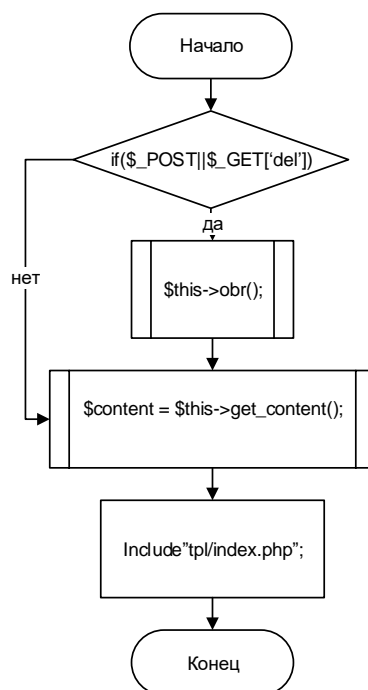 Начало
if($_POST||$_GET[‘del’])
да
нет
$this->obr();
$content = $this->get_content();
Include”tpl/index.php”;
Конец